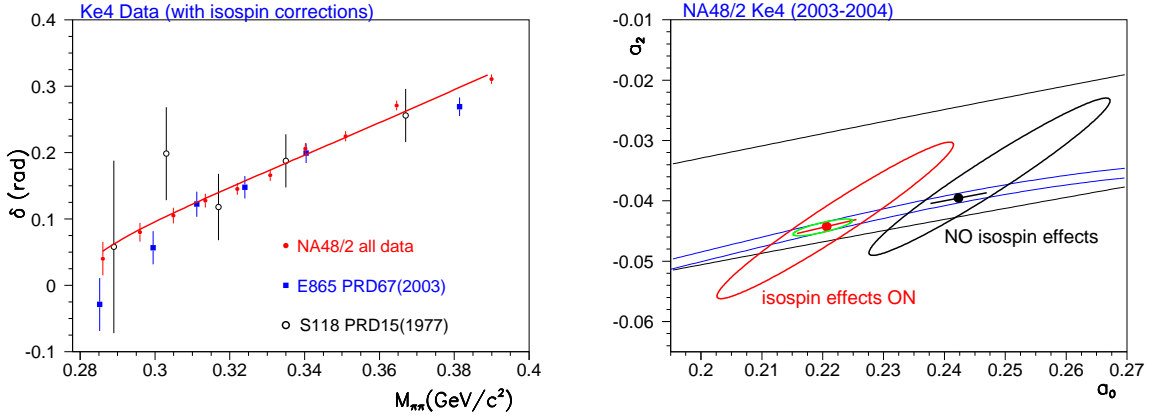 Ke4 Data (with isospin corrections)
δ (rad)
0.4
0.3
0.2
0.1
0
-0.1
NA48/2 all data
E865 PRD67(2003)
S118 PRD15(1977)
0.28
0.3
0.32
0.34
0.36
0.38
0.4
Mππ(GeV/c2)
NA48/2 Ke4 (2003-2004)
a2
-0.01
-0.02
-0.03
-0.04
-0.05
-0.06
NO isospin effects
isospin effects ON
0.2
0.21
0.22
0.23
0.24
0.25
0.26
0.27
a0